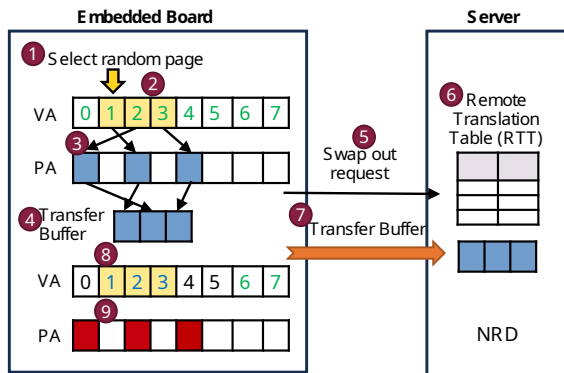 Embedded Board
Server
1 Select random page
2
VA 0 1 2 3 4 5 6 7
3
PA
4 Transfer
Buffer
5
Swap out
request
6
Remote
Translation
Table (RTT)
7 Transfer Buffer
8
VA 0 1 2 3 4 5 6 7
9
PA
NRD